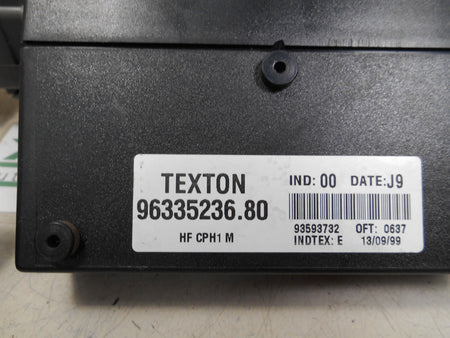 TEXTON
96335236.80
HF CPH1 M
IND: 00 DATE: J9
93593732 OFT: 0637
INDTEX: E 13/09/99